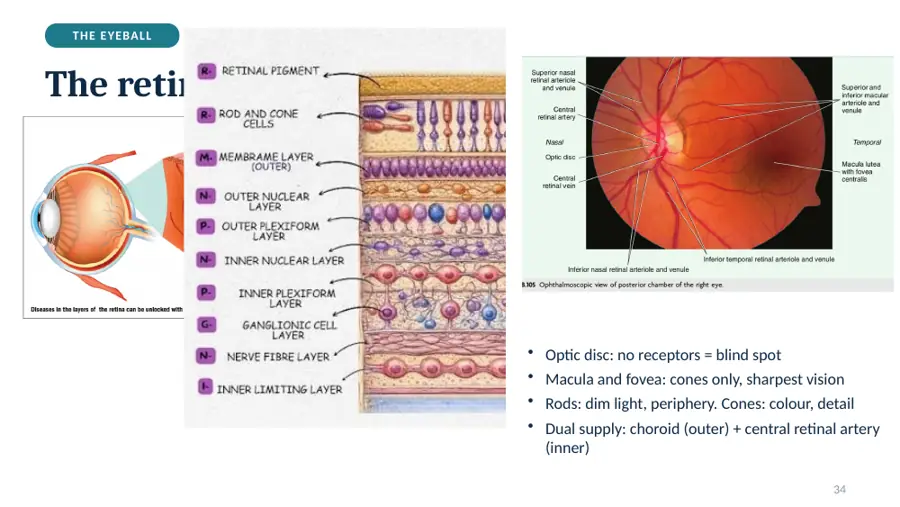 THE EYEBALL
The retin
Diseases in the layers of the retina can be unlocked with
R- RETINAL PIGMENT
R- ROD AND CONE
CELLS
M- MEMBRANE LAYER
(OUTER)
N- OUTER NUCLEAR
LAYER
P- OUTER PLEXIFORM
LAYER
N- INNER NUCLEAR LAYER
P- INNER PLEXIFORM
LAYER
G- GANGLIONIC CELL
LAYER
N- NERVE FIBRE LAYER
I- INNER LIMITING LAYER
Superior nasal
retinal arteriole
and venule
Central
retinal artery
Nasal
Optic disc
Central
retinal vein
Superior and
inferior macular
arteriole and
venule
Temporal
Macula lutea
with fovea
centralis
Inferior temporal retinal arteriole and venule
Inferior nasal retinal arteriole and venule
8.105 Ophthalmoscopic view of posterior chamber of the right eye.
• Optic disc: no receptors = blind spot
• Macula and fovea: cones only, sharpest vision
• Rods: dim light, periphery. Cones: colour, detail
• Dual supply: choroid (outer) + central retinal artery
(inner)
34